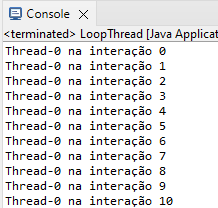 Console
<terminated> LoopThread [Java Applicat
Thread-0 na interação 0
Thread-0 na interação 1
Thread-0 na interação 2
Thread-0 na interação 3
Thread-0 na interação 4
Thread-0 na interação 5
Thread-0 na interação 6
Thread-0 na interação 7
Thread-0 na interação 8
Thread-0 na interação 9
Thread-0 na interação 10